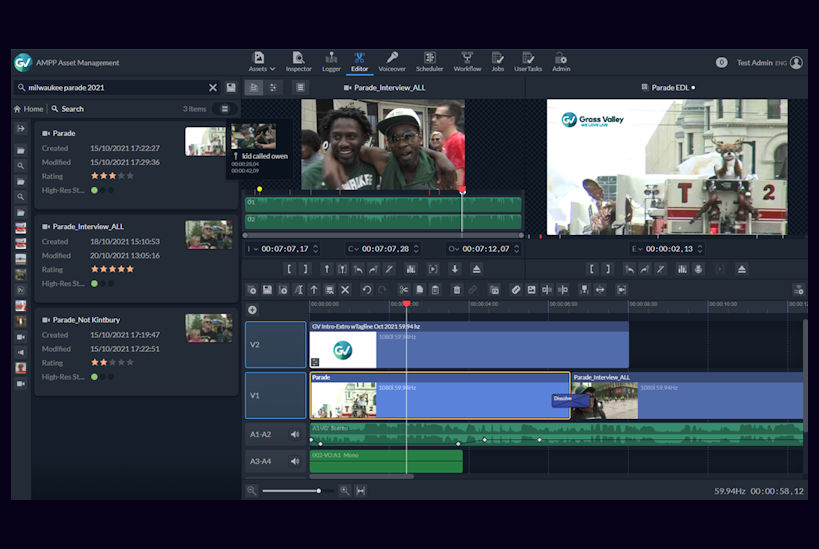 GV AMPP Asset Management
Assets Inspector Logger Editor Voiceover Scheduler Workflow Jobs UserTasks Admin
0 Test Admin ENG
milwaukee parade 2021
Home Search 3 Items
Parade
Created 15/10/2021 17:22:27
Modified 15/10/2021 17:29:36
Rating
High-Res St...
Parade_Interview_ALL
Created 18/10/2021 15:10:53
Modified 20/10/2021 13:05:16
Rating
High-Res St...
Parade_Not Kintbury
Created 15/10/2021 17:19:47
Modified 15/10/2021 17:22:51
Rating
High-Res St...
kid called owen
00:00:28,04
00:00:42,09
Parade_Interview_ALL
01
02
I 00:07:07,17 C 00:07:07,28 O 00:07:12,07
Parade EDL
Grass Valley
WE LOVE LIVE
T 2
E 00:00:02,13
00:00:00:00 00:00:04:00 00:00:06:00 00:00:08:00 00:00:10:00
V2
GV Intro-Extro wTagline Oct 2021 59.94 hz
1080i 59.94Hz
GV
V1
Parade
1080i 59.94Hz
Dissolve
Parade_Interview_ALL
1080i 59.94Hz
A1-A2
A1-V2 Stereo
A3-A4
003-VO:A1 Mono
59.94Hz 00:00:58,12